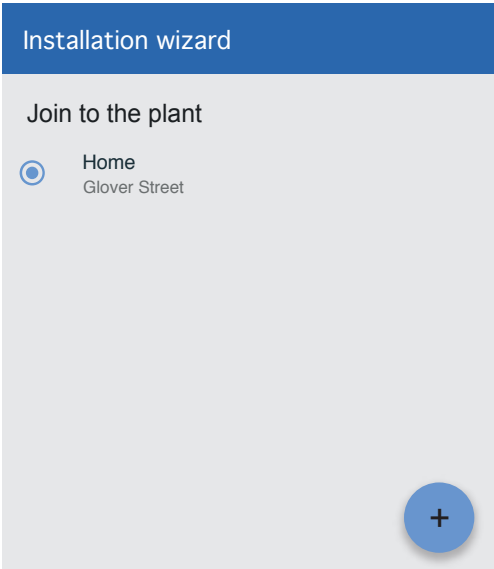 Installation wizard
Join to the plant
Home
Glover Street
+